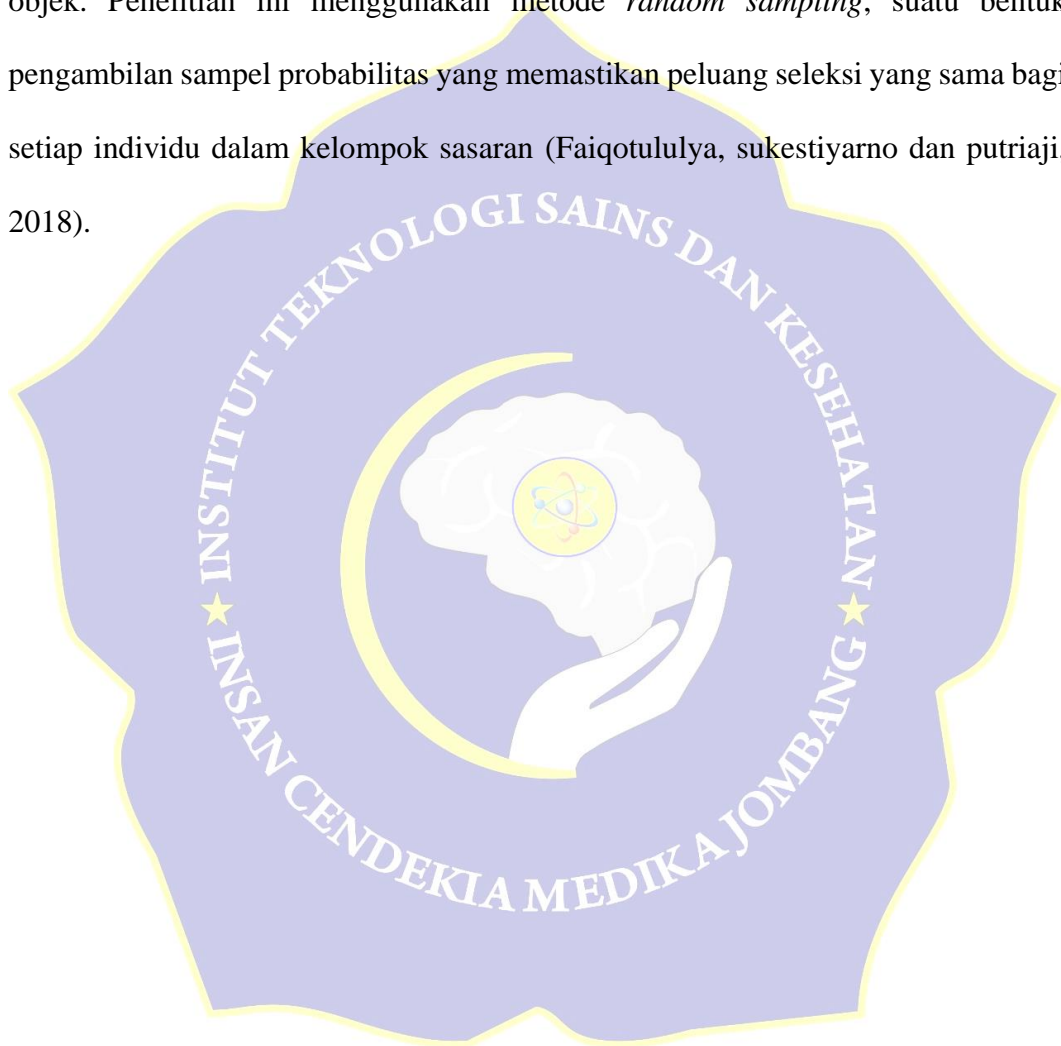 objek. Penelitian ini menggunakan metode random sampling, suatu bentuk
pengambilan sampel probabilitas yang memastikan peluang seleksi yang sama bagi
setiap individu dalam kelompok sasaran (Faiqotululya, sukestiyarno dan putriaji,
2018).
INSTITUT TEKNOLOGI SAINS DAN KESEHATAN
INSAN CENDEKIA MEDIKA JOMBANG